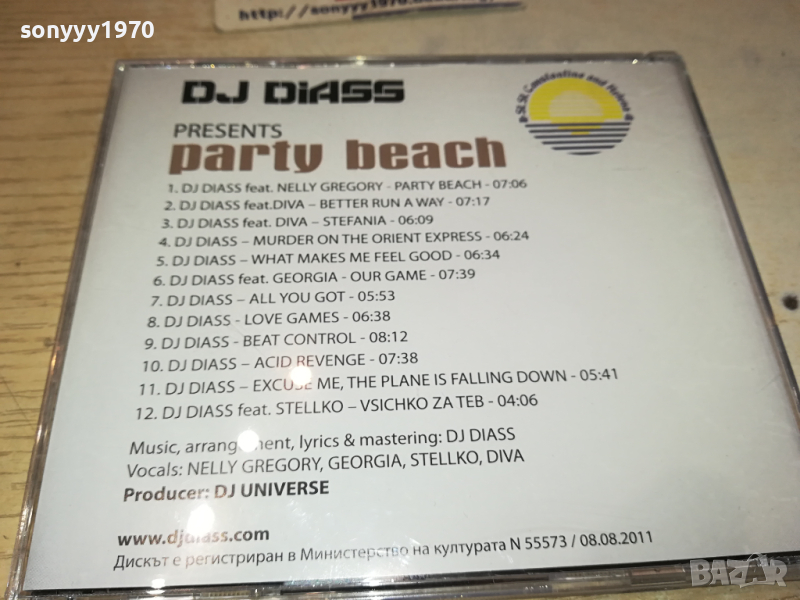 sonyyy1970
http://sonyyy1970
DJ DiASS
St.St. Constantine and Helena
PRESENTS
party beach
1. DJ DIASS feat. NELLY GREGORY - PARTY BEACH - 07:06
2. DJ DIASS feat.DIVA – BETTER RUN A WAY - 07:17
3. DJ DIASS feat. DIVA – STEFANIA - 06:09
4. DJ DIASS – MURDER ON THE ORIENT EXPRESS - 06:24
5. DJ DIASS – WHAT MAKES ME FEEL GOOD - 06:34
6. DJ DIASS feat. GEORGIA - OUR GAME - 07:39
7. DJ DIASS – ALL YOU GOT - 05:53
8. DJ DIASS - LOVE GAMES - 06:38
9. DJ DIASS - BEAT CONTROL - 08:12
10. DJ DIASS – ACID REVENGE - 07:38
11. DJ DIASS – EXCUSE ME, THE PLANE IS FALLING DOWN - 05:41
12. DJ DIASS feat. STELLKO – VSICHKO ZA TEB - 04:06
Music, arrangement, lyrics & mastering: DJ DIASS
Vocals: NELLY GREGORY, GEORGIA, STELLKO, DIVA
Producer: DJ UNIVERSE
www.djdiass.com
Дискът е регистриран в Министерство на културата N 55573 / 08.08.2011
BAZAR